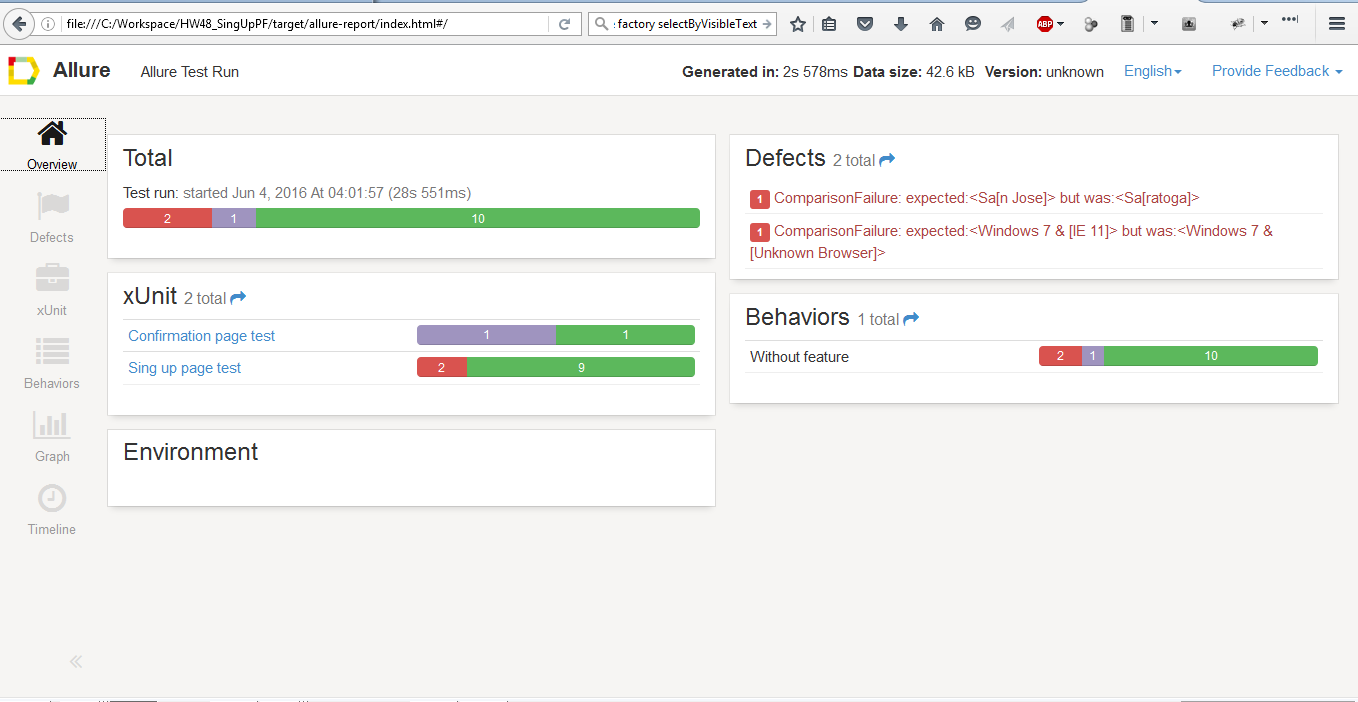 file:///C:/Workspace/HW48_SingUpPF/target/allure-report/index.html#/
: factory selectByVisibleText
ABP
Allure
Allure Test Run
Generated in: 2s 578ms Data size: 42.6 kB Version: unknown
English
Provide Feedback
Overview
Defects
xUnit
Behaviors
Graph
Timeline
Total
Test run: started Jun 4, 2016 At 04:01:57 (28s 551ms)
2 1 10
xUnit 2 total
Confirmation page test 1 1
Sing up page test 2 9
Environment
Defects 2 total
1 ComparisonFailure: expected:<Sa[n Jose]> but was:<Sa[ratoga]>
1 ComparisonFailure: expected:<Windows 7 & [IE 11]> but was:<Windows 7 &
[Unknown Browser]>
Behaviors 1 total
Without feature 2 1 10